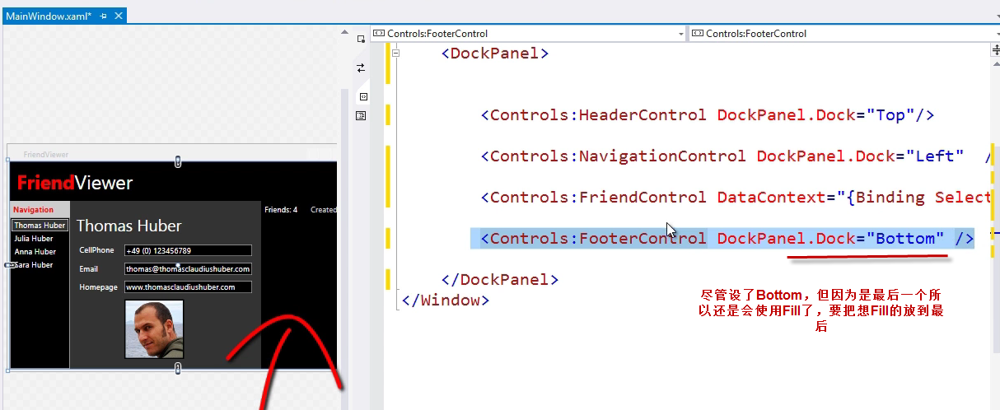 MainWindow.xaml*
Controls:FooterControl
Controls:FooterControl
<DockPanel>
<Controls:HeaderControl DockPanel.Dock="Top"/>
<Controls:NavigationControl DockPanel.Dock="Left" /
<Controls:FriendControl DataContext="{Binding Select
<Controls:FooterControl DockPanel.Dock="Bottom" />
</DockPanel>
</Window>
尽管设了Bottom，但因为是最后一个所
以还是会使用Fill了，要把想Fill的放到最
后
FriendViewer
FriendViewer
Navigation
Thomas Huber
Julia Huber
Anna Huber
Sara Huber
Thomas Huber
CellPhone +49 (0) 123456789
Email thomas@thomasclaudiushuber.com
Homepage www.thomasclaudiushuber.com
Friends: 4 Created